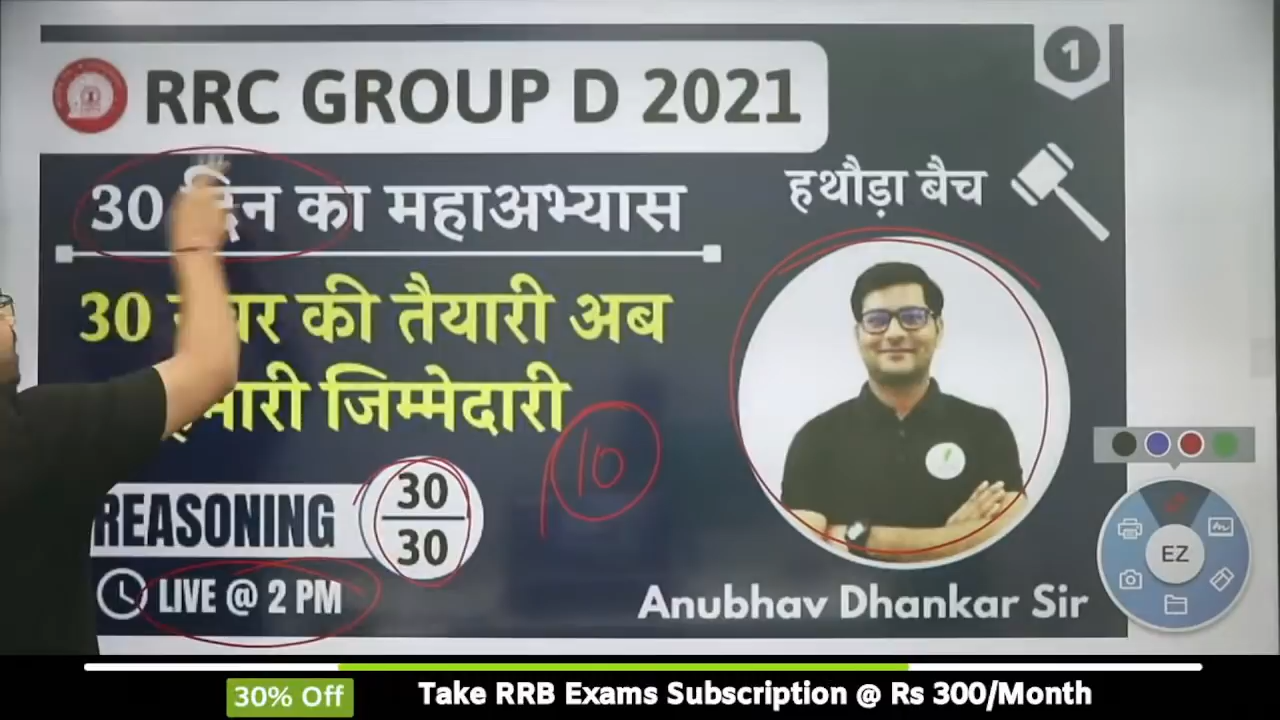 RRC GROUP D 2021
1
30 दिन का महाअभ्यास
हथौड़ा बैच
30 की तैयारी अब
जिम्मेदारी
10
REASONING 30/30
LIVE @ 2 PM
Anubhav Dhankar Sir
EZ
30% Off Take RRB Exams Subscription @ Rs 300/Month